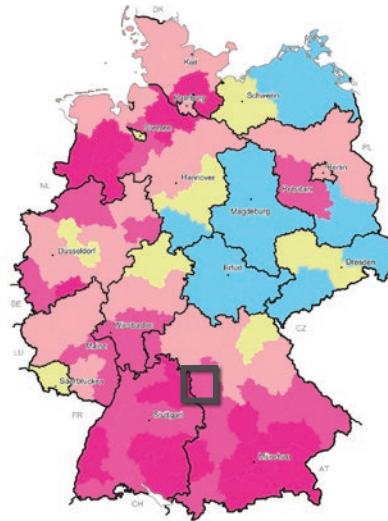 DK
Kiel
Schwerin
Hamburg
Bremen
PL
Berlin
Hannover
Potsdam
NL
Magdeburg
Düsseldorf
Erfurt
Dresden
BE
Wiesbaden
CZ
LU
Mainz
Saarbrücken
FR
Stuttgart
München
AT
CH